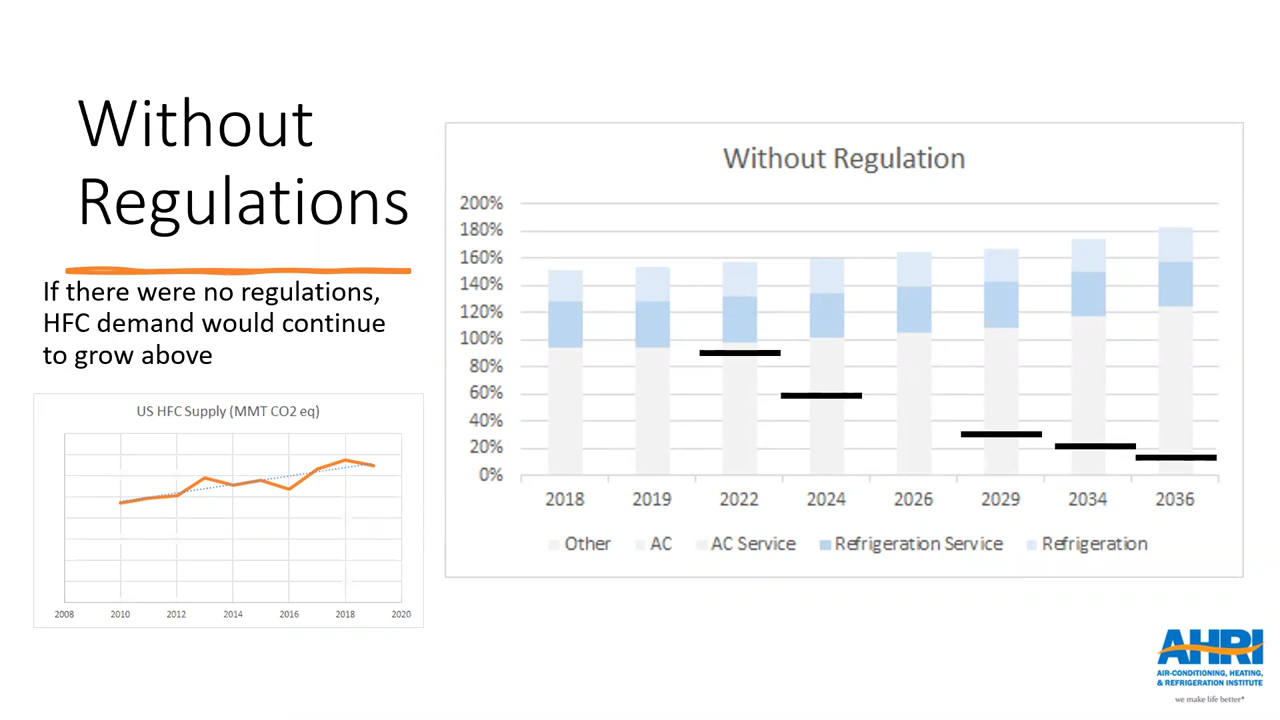 Without
Regulations
If there were no regulations,
HFC demand would continue
to grow above
US HFC Supply (MMT CO2 eq)
2008 2010 2012 2014 2016 2018 2020
Without Regulation
200%
180%
160%
140%
120%
100%
80%
60%
40%
20%
0%
2018 2019 2022 2024 2026 2029 2034 2036
Other AC AC Service Refrigeration Service Refrigeration
AHRI
AIR-CONDITIONING, HEATING,
& REFRIGERATION INSTITUTE
we make life better*